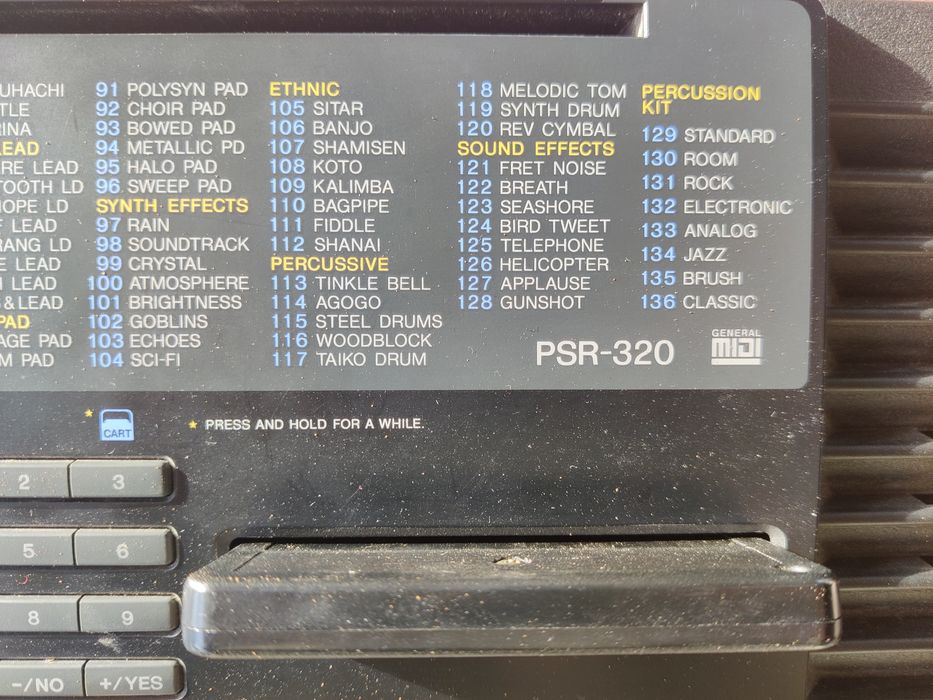 91 POLYSYN PAD
92 CHOIR PAD
93 BOWED PAD
94 METALLIC PD
LEAD
95 HALO PAD
96 SWEEP PAD
SYNTH EFFECTS
97 RAIN
98 SOUNDTRACK
LEAD
99 CRYSTAL
LEAD
100 ATMOSPHERE
& LEAD
101 BRIGHTNESS
PAD
102 GOBLINS
PAD
103 ECHOES
PAD
104 SCI-FI
ETHNIC
105 SITAR
106 BANJO
107 SHAMISEN
108 KOTO
109 KALIMBA
110 BAGPIPE
111 FIDDLE
112 SHANAI
PERCUSSIVE
113 TINKLE BELL
114 AGOGO
115 STEEL DRUMS
116 WOODBLOCK
117 TAIKO DRUM
118 MELODIC TOM
119 SYNTH DRUM
120 REV CYMBAL
SOUND EFFECTS
121 FRET NOISE
122 BREATH
123 SEASHORE
124 BIRD TWEET
125 TELEPHONE
126 HELICOPTER
127 APPLAUSE
128 GUNSHOT
PERCUSSION
KIT
129 STANDARD
130 ROOM
131 ROCK
132 ELECTRONIC
133 ANALOG
134 JAZZ
135 BRUSH
136 CLASSIC
PSR-320
GENERAL
MIDI
* CART
* PRESS AND HOLD FOR A WHILE.
2 3
5 6
8 9
-/NO +/YES